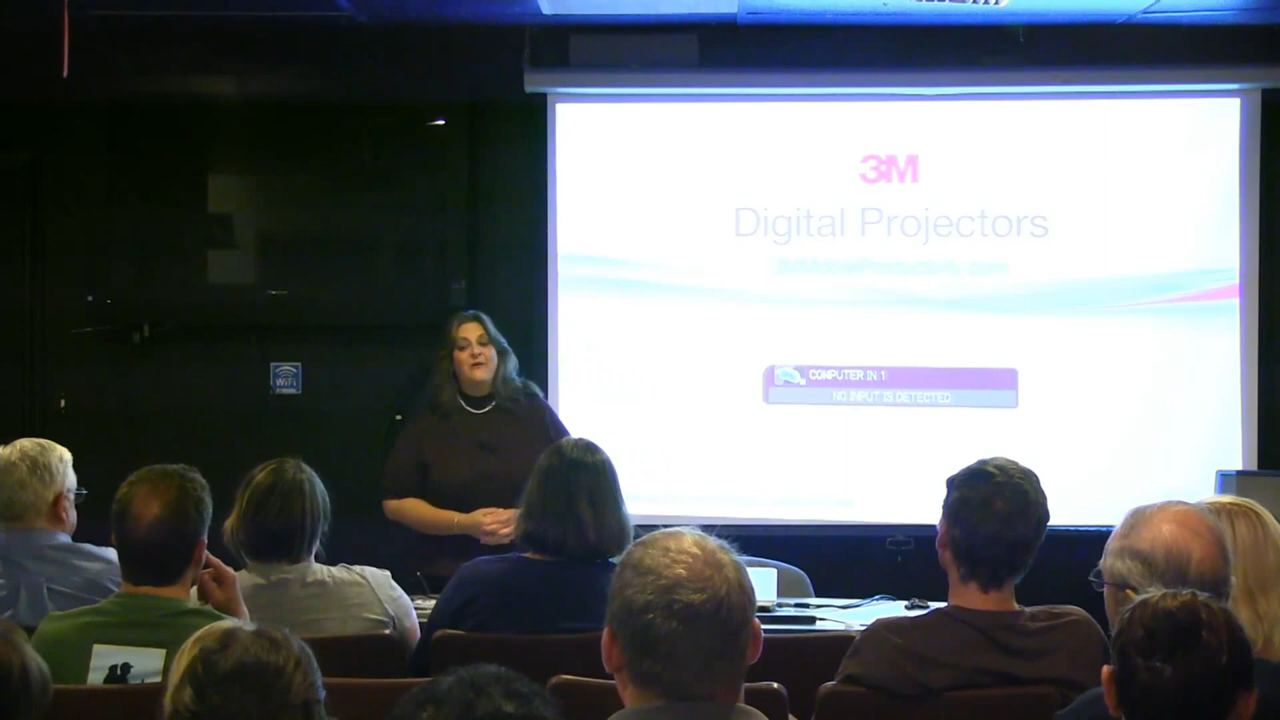 3M
Digital Projectors
COMPUTER IN 1
NO INPUT IS DETECTED
WiFi